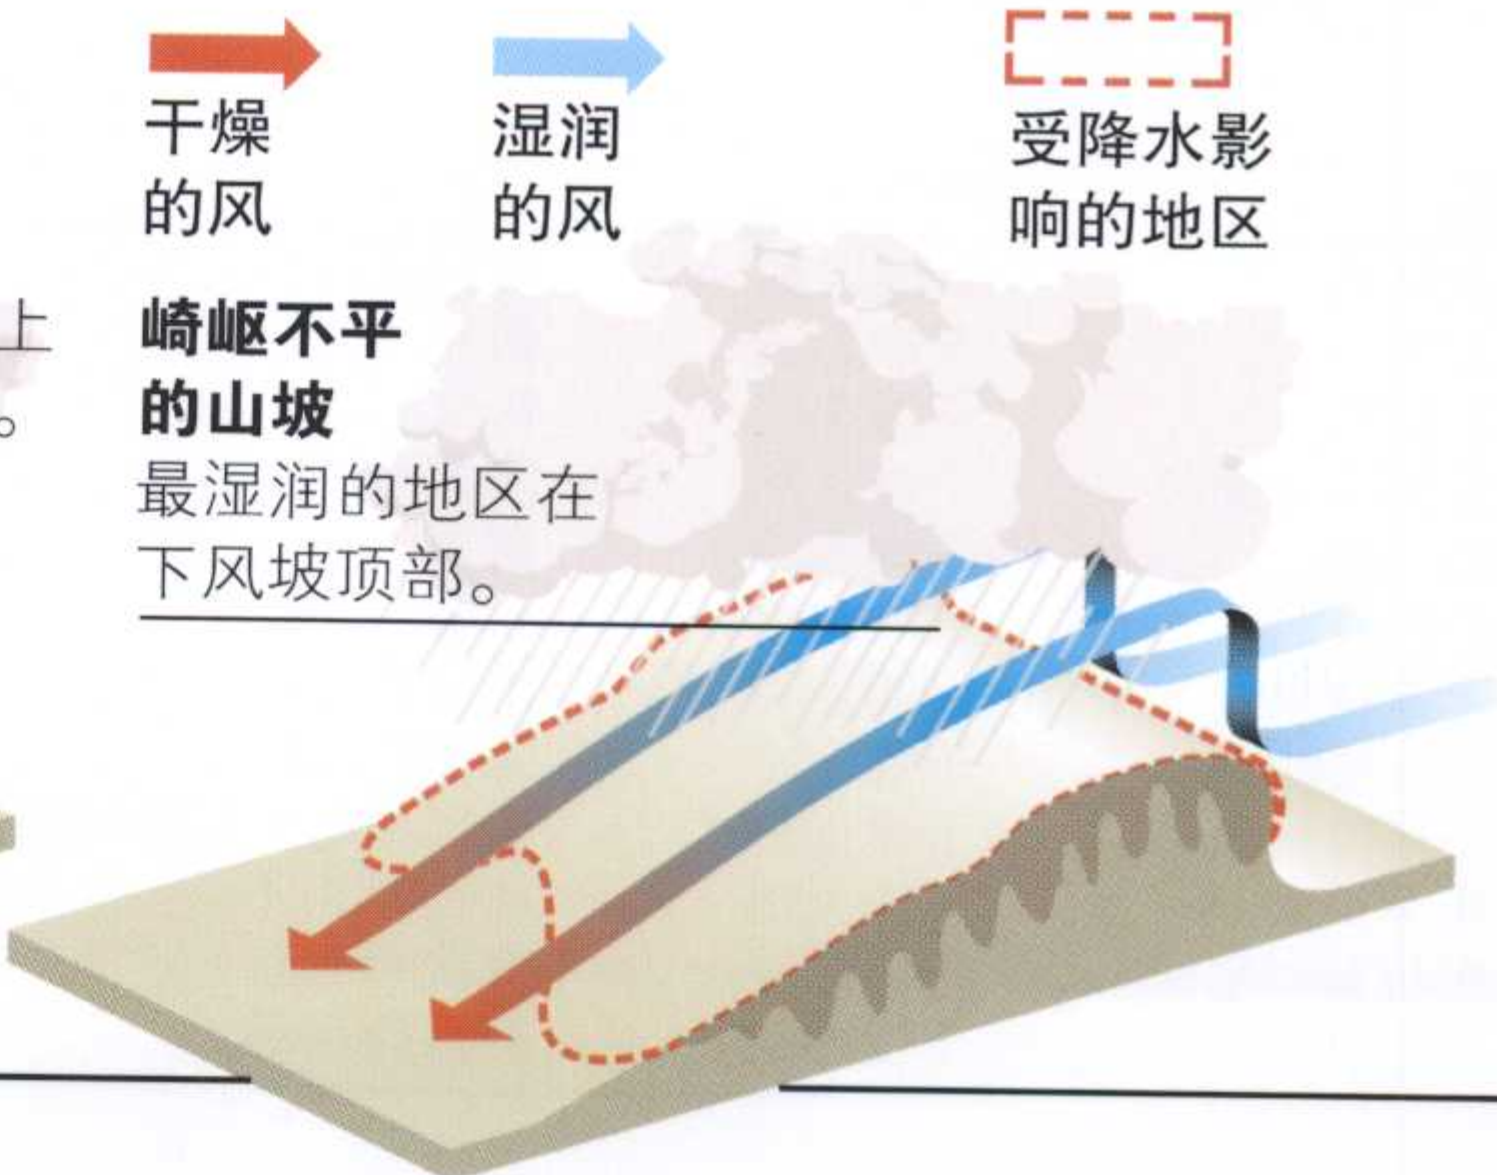 干燥
的风
湿润
的风
受降水影
响的地区
上
。
崎岖不平
的山坡
最湿润的地区在
下风坡顶部。